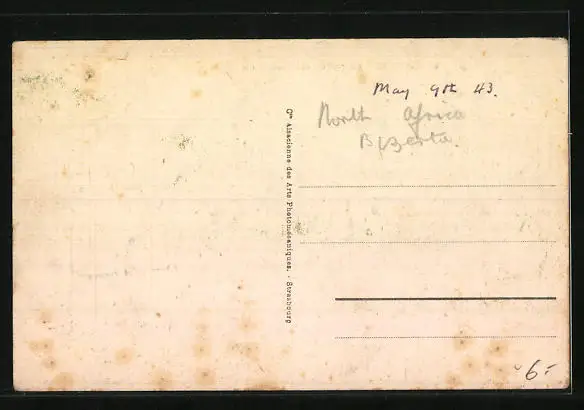 May 9th 43.
North Africa
Bizerta.
Cie Alsacienne des Arts Photomécaniques. - Strasbourg
6.-